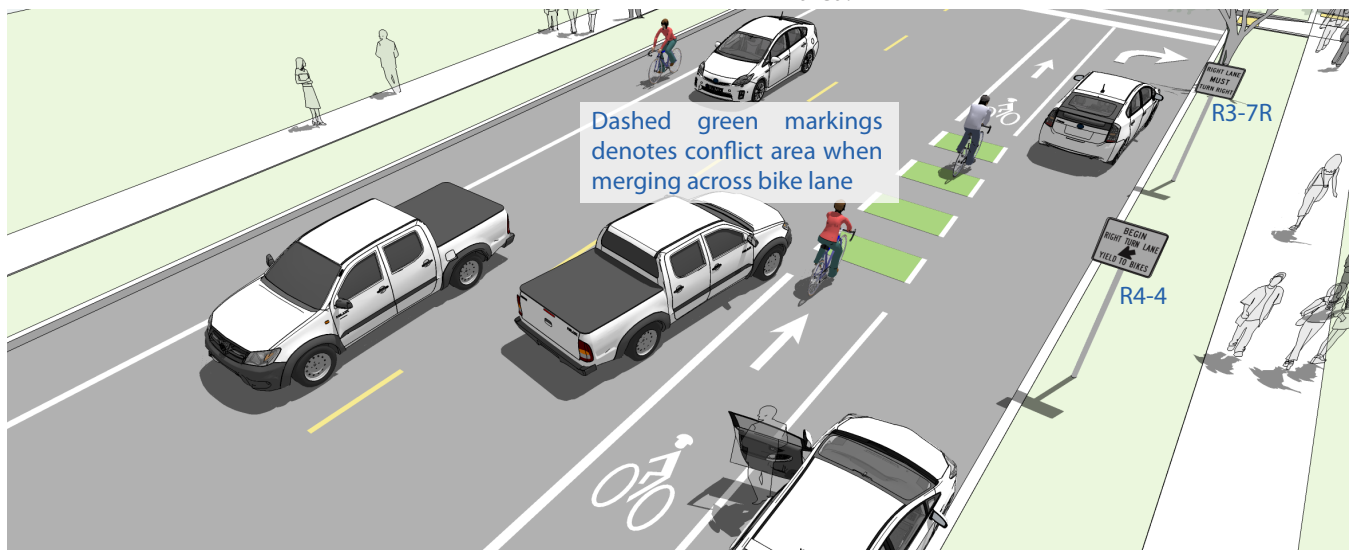 RIGHT LANE
MUST
TURN RIGHT
R3-7R
Dashed green markings
denotes conflict area when
merging across bike lane
BEGIN
RIGHT TURN LANE
YIELD TO BIKES
R4-4